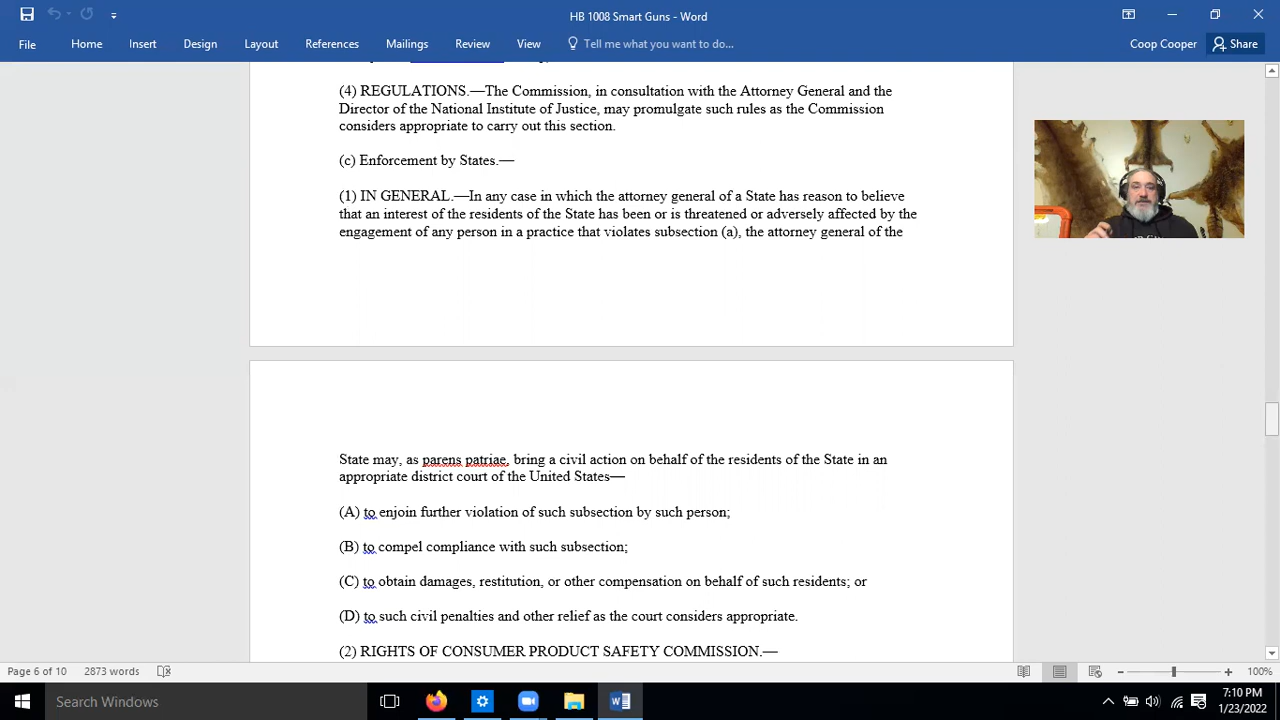 HB 1008 Smart Guns - Word
File Home Insert Design Layout References Mailings Review View Tell me what you want to do... Coop Cooper Share
(4) REGULATIONS.—The Commission, in consultation with the Attorney General and the
Director of the National Institute of Justice, may promulgate such rules as the Commission
considers appropriate to carry out this section.
(c) Enforcement by States.—
(1) IN GENERAL.—In any case in which the attorney general of a State has reason to believe
that an interest of the residents of the State has been or is threatened or adversely affected by the
engagement of any person in a practice that violates subsection (a), the attorney general of the
State may, as parens patriae, bring a civil action on behalf of the residents of the State in an
appropriate district court of the United States—
(A) to enjoin further violation of such subsection by such person;
(B) to compel compliance with such subsection;
(C) to obtain damages, restitution, or other compensation on behalf of such residents; or
(D) to such civil penalties and other relief as the court considers appropriate.
(2) RIGHTS OF CONSUMER PRODUCT SAFETY COMMISSION.—
Page 6 of 10 2873 words 100%
Search Windows 7:10 PM
1/23/2022